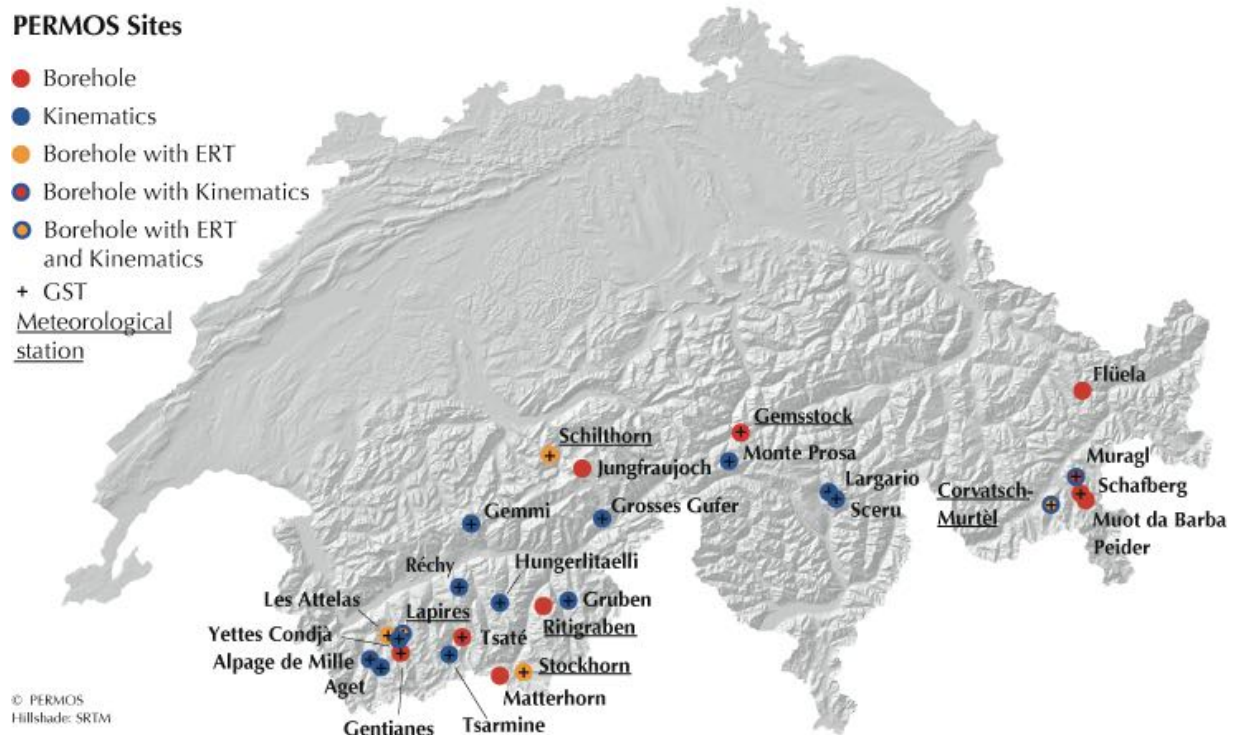 PERMOS Sites
Borehole
Kinematics
Borehole with ERT
Borehole with Kinematics
Borehole with ERT
and Kinematics
+ GST
Meteorological
station
Flüela
Gemsstock
Schilthorn
Monte Prosa
Jungfraujoch
Muragl
Largario
Schafberg
Corvatsch-
Murtèl
Sceru
Grosses Gufer
Gemmi
Muot da Barba
Peider
Réchy
Hungerlitaelli
Les Attelas
Lapires
Gruben
Ritigraben
Yettes Condjà
Tsaté
Alpage de Mille
Stockhorn
Aget
Matterhorn
Gentianes
Tsarmine
© PERMOS
Hillshade: SRTM